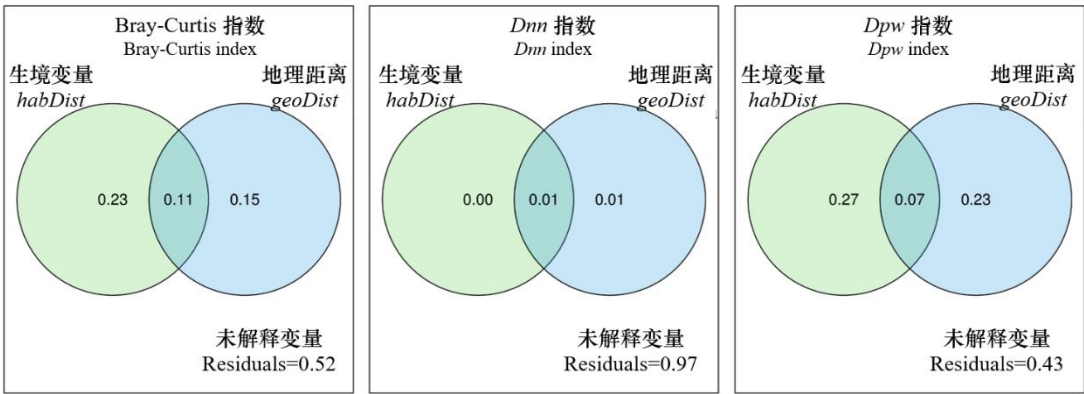 Bray-Curtis 指数
Bray-Curtis index
生境变量
habDist
地理距离
geoDist
0.23
0.11
0.15
未解释变量
Residuals=0.52
Dnn 指数
Dnn index
生境变量
habDist
地理距离
geoDist
0.00
0.01
0.01
未解释变量
Residuals=0.97
Dpw 指数
Dpw index
生境变量
habDist
地理距离
geoDist
0.27
0.07
0.23
未解释变量
Residuals=0.43